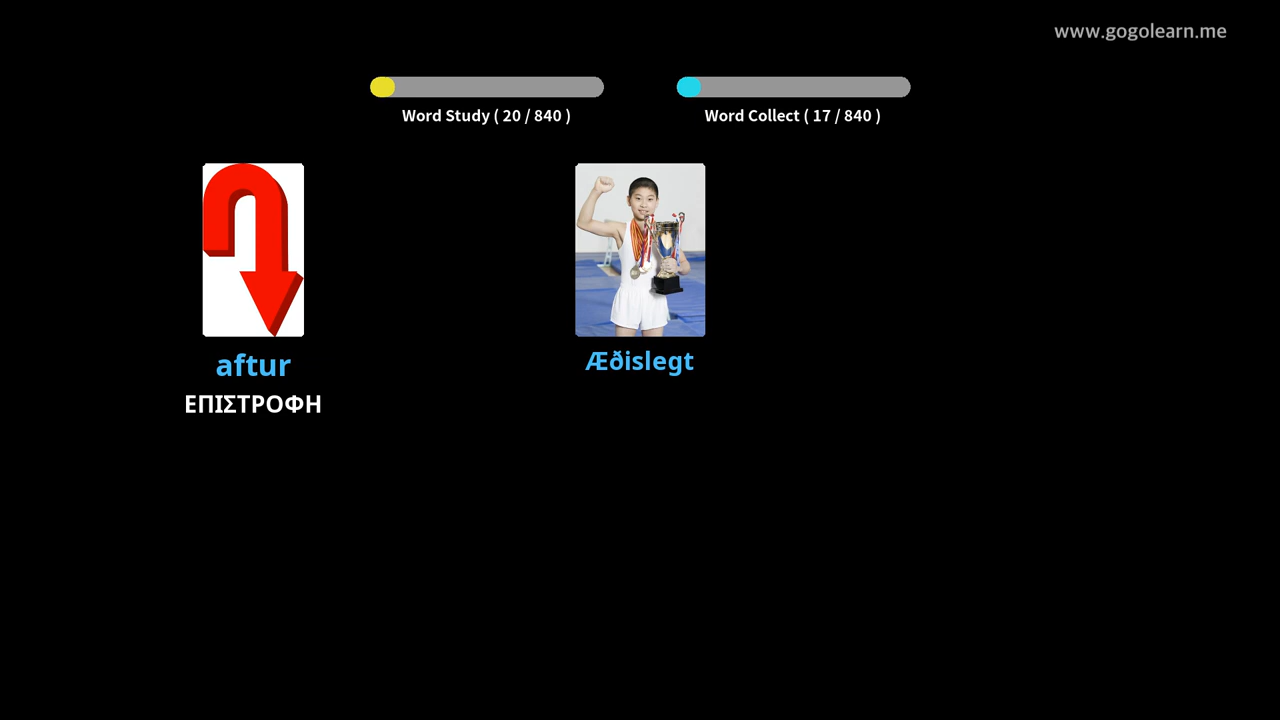 www.gogolearn.me
Word Study ( 20 / 840 )
Word Collect ( 17 / 840 )
aftur
ΕΠΙΣΤΡΟΦΗ
Æðislegt